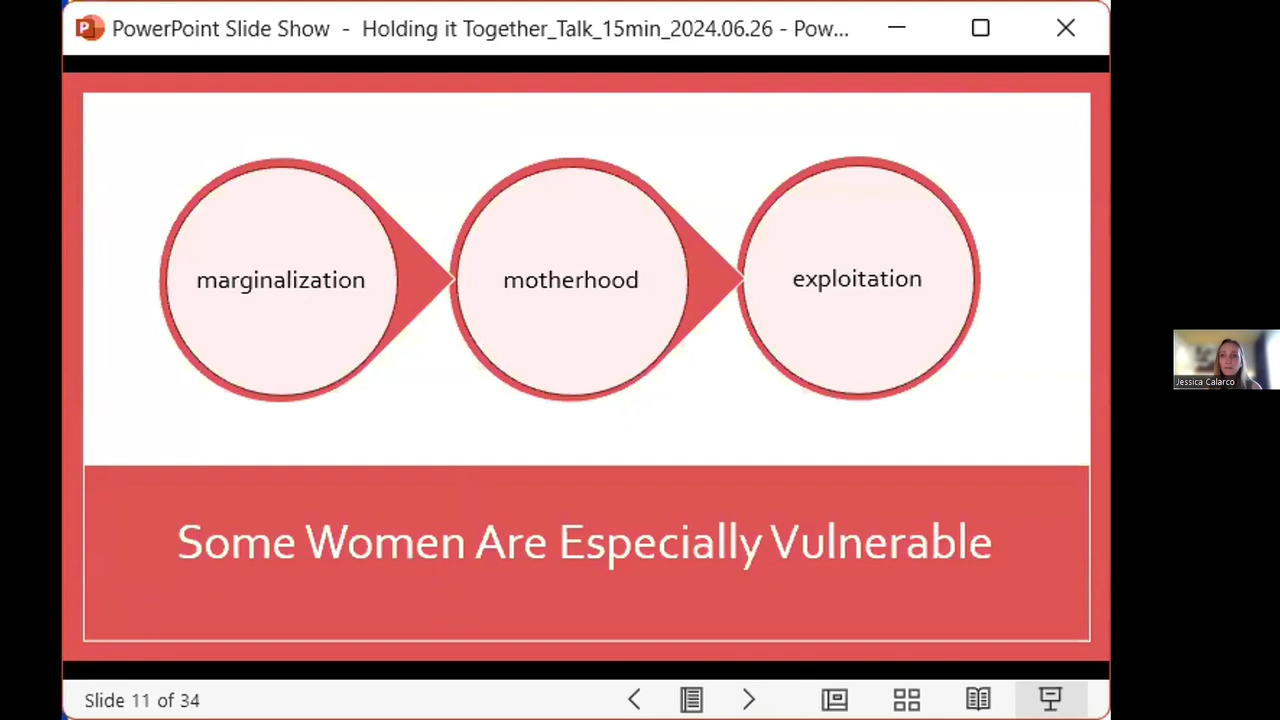 PowerPoint Slide Show - Holding it Together_Talk_15min_2024.06.26 - Pow...
marginalization
motherhood
exploitation
Some Women Are Especially Vulnerable
Jessica Calarco
Slide 11 of 34